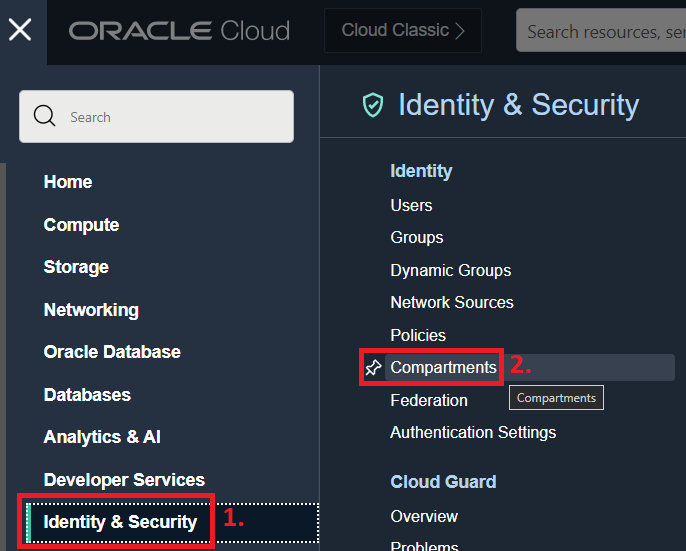 ORACLE Cloud
Cloud Classic
Search resources, ser
Search
Home
Compute
Storage
Networking
Oracle Database
Databases
Analytics & AI
Developer Services
Identity & Security
1.
Identity & Security
Identity
Users
Groups
Dynamic Groups
Network Sources
Policies
Compartments
2.
Federation
Compartments
Authentication Settings
Cloud Guard
Overview
Problems